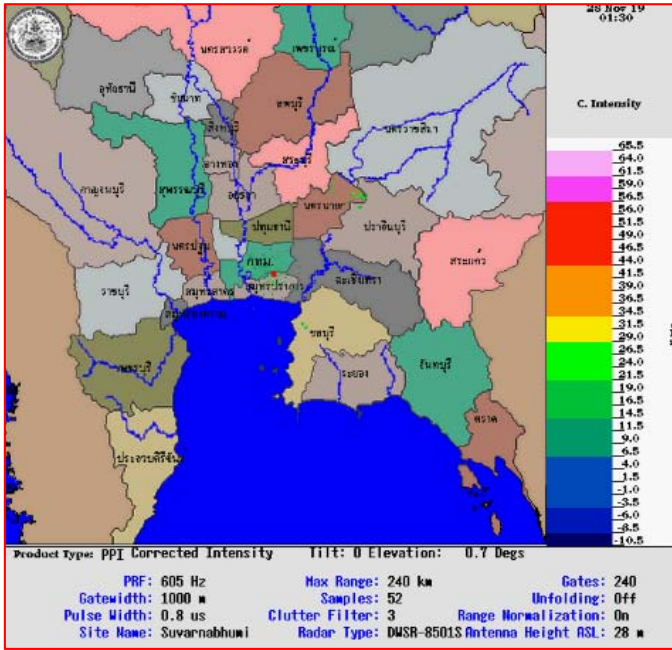 28 Nov 19
01:30
C. Intensity
นครสวรรค์
เพชรบูรณ์
อุทัยธานี
ชัยนาท
ลพบุรี
สิงห์บุรี
นครราชสีมา
อ่างทอง
สระบุรี
กาญจนบุรี
สุพรรณบุรี
อยุธยา
นครนายก
ปราจีนบุรี
ปทุมธานี
นครปฐม
สระแก้ว
กทม.
ฉะเชิงเทรา
ราชบุรี
สมุทรสาคร
สมุทรปราการ
ชลบุรี
เพชรบุรี
ระยอง
จันทบุรี
ตราด
ประจวบคีรีขันธ์
65.5
64.0
61.5
59.0
56.5
56.0
51.5
49.0
46.5
44.0
41.5
39.0
36.5
34.0
31.5
29.0
26.5
24.0
21.5
19.0
16.5
14.5
11.5
9.0
6.5
4.0
1.5
-1.0
-3.5
-6.0
-8.5
-10.5
Product Type: PPI Corrected Intensity Tilt: 0 Elevation: 0.7 Degs
PRF: 605 Hz Max Range: 240 km Gates: 240
Gatewidth: 1000 m Samples: 52 Unfolding: Off
Pulse Width: 0.8 us Clutter Filter: 3 Range Normalization: On
Site Name: Suvarnabhumi Radar Type: DWSR-8501S Antenna Height ASL: 28 m